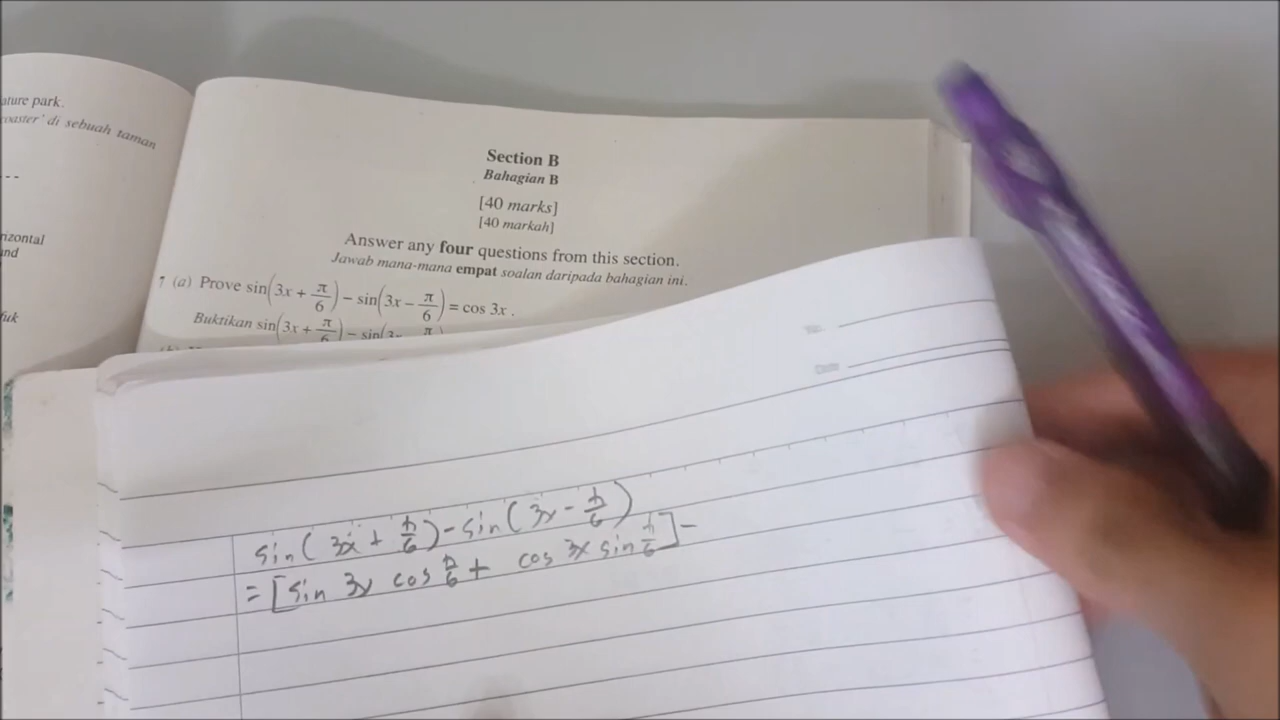 ature park.
coaster' di sebuah taman
---
rizontal
und
fuk
Section B
Bahagian B
[40 marks]
[40 markah]
Answer any four questions from this section.
Jawab mana-mana empat soalan daripada bahagian ini.
7 (a) Prove sin(3x + π/6) − sin(3x − π/6) = cos 3x .
Buktikan sin(3x + π/6) − sin(3x π
No.
Date
sin(3x + π/6) - sin(3x - π/6)
= [sin 3x cos π/6 + cos 3x sin π/6] -